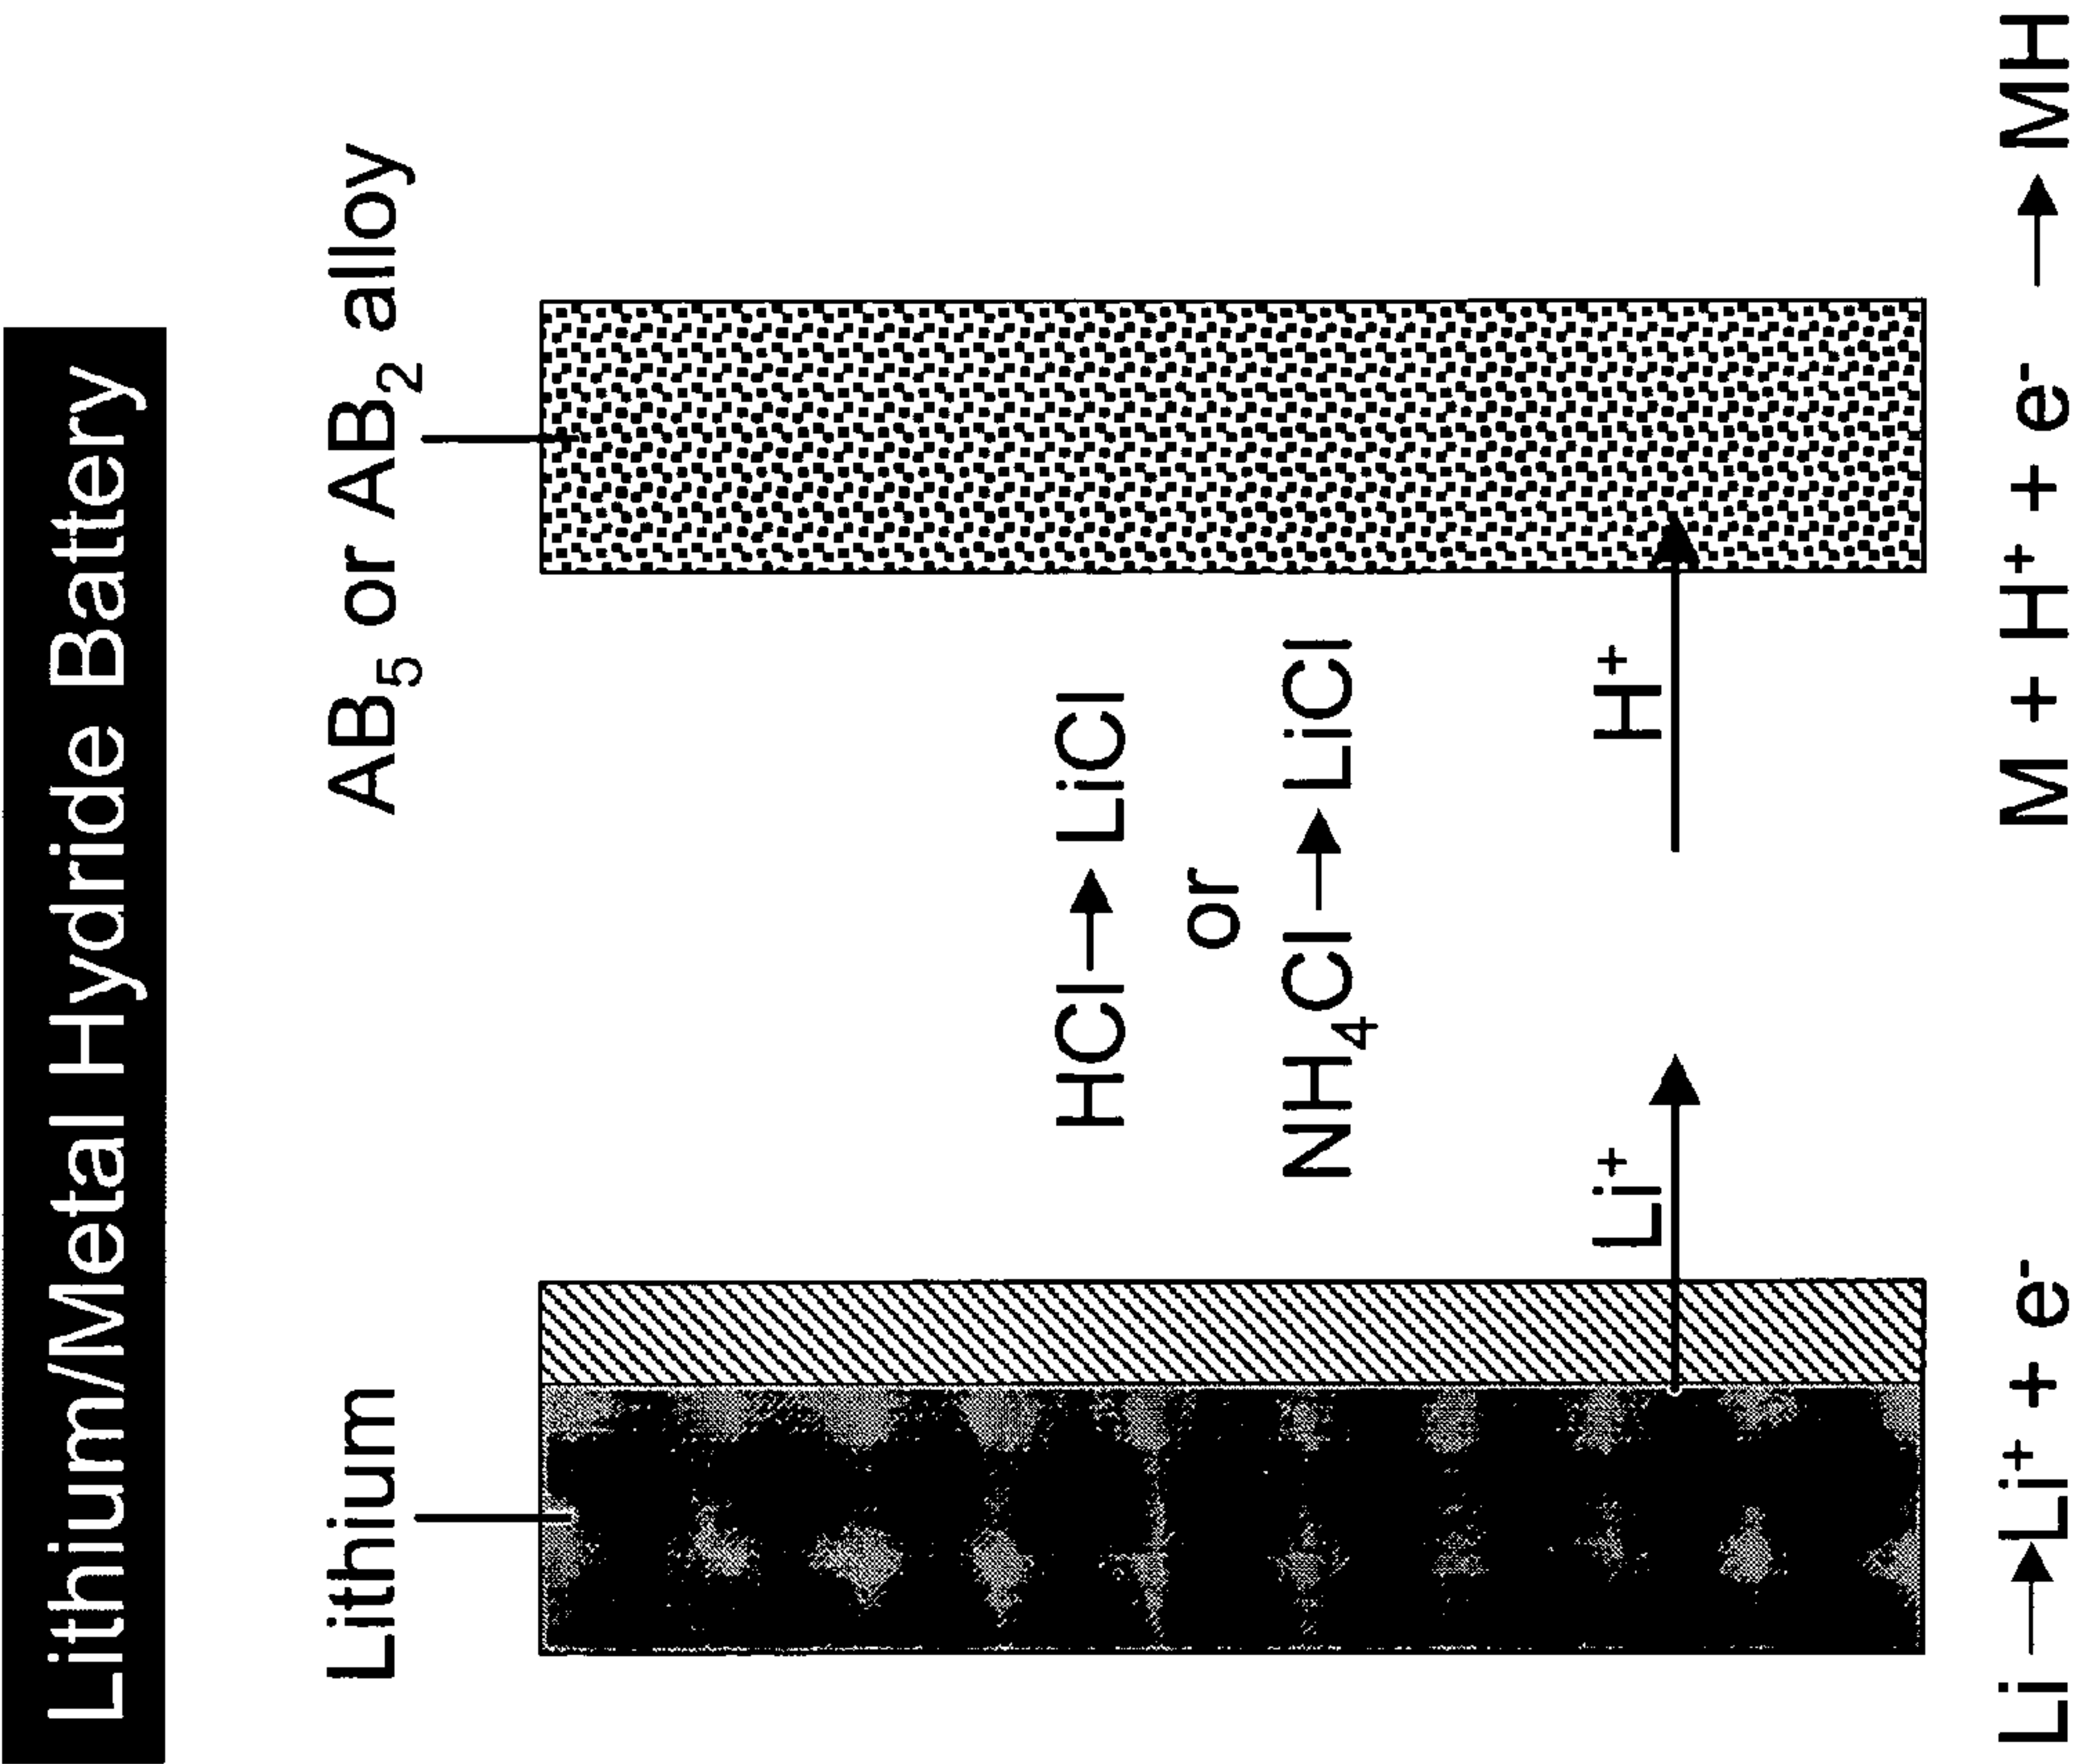 Lithium/Metal Hydride Battery
Lithium
AB₅ or AB₂ alloy
HCl → LiCl
or
NH₄Cl → LiCl
Li⁺
H⁺
Li → Li⁺ + e⁻
M + H⁺ + e⁻ → MH